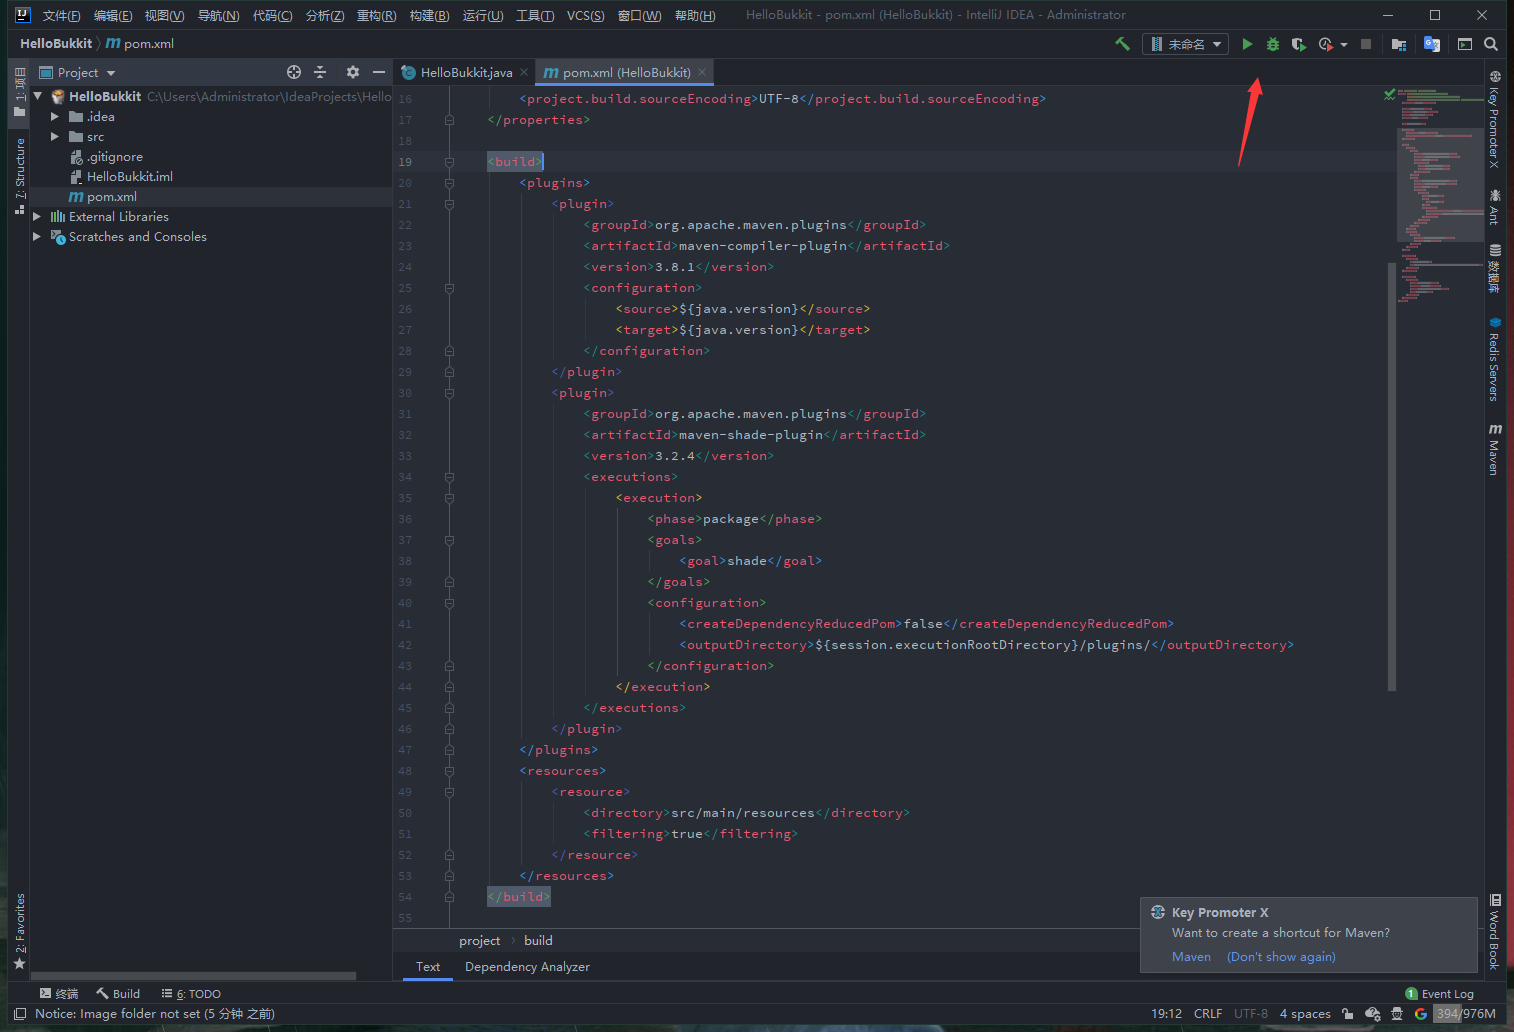 文件(F) 编辑(E) 视图(V) 导航(N) 代码(C) 分析(Z) 重构(R) 构建(B) 运行(U) 工具(T) VCS(S) 窗口(W) 帮助(H) HelloBukkit - pom.xml (HelloBukkit) - IntelliJ IDEA - Administrator
HelloBukkit m pom.xml
未命名
Project
HelloBukkit.java
m pom.xml (HelloBukkit)
HelloBukkit C:\Users\Administrator\IdeaProjects\Hello
.idea
src
.gitignore
HelloBukkit.iml
m pom.xml
External Libraries
Scratches and Consoles
1: 项目
7: Structure
2: Favorites
16 <project.build.sourceEncoding>UTF-8</project.build.sourceEncoding>
17 </properties>
18
19 <build>
20 <plugins>
21 <plugin>
22 <groupId>org.apache.maven.plugins</groupId>
23 <artifactId>maven-compiler-plugin</artifactId>
24 <version>3.8.1</version>
25 <configuration>
26 <source>${java.version}</source>
27 <target>${java.version}</target>
28 </configuration>
29 </plugin>
30 <plugin>
31 <groupId>org.apache.maven.plugins</groupId>
32 <artifactId>maven-shade-plugin</artifactId>
33 <version>3.2.4</version>
34 <executions>
35 <execution>
36 <phase>package</phase>
37 <goals>
38 <goal>shade</goal>
39 </goals>
40 <configuration>
41 <createDependencyReducedPom>false</createDependencyReducedPom>
42 <outputDirectory>${session.executionRootDirectory}/plugins/</outputDirectory>
43 </configuration>
44 </execution>
45 </executions>
46 </plugin>
47 </plugins>
48 <resources>
49 <resource>
50 <directory>src/main/resources</directory>
51 <filtering>true</filtering>
52 </resource>
53 </resources>
54 </build>
55
Key Promoter X
Ant
数据库
Redis Servers
m Maven
Word Book
Key Promoter X
Want to create a shortcut for Maven?
Maven (Don't show again)
project build
Text Dependency Analyzer
终端 Build 6: TODO
1 Event Log
Notice: Image folder not set (5 分钟 之前)
19:12 CRLF UTF-8 4 spaces 394/976M